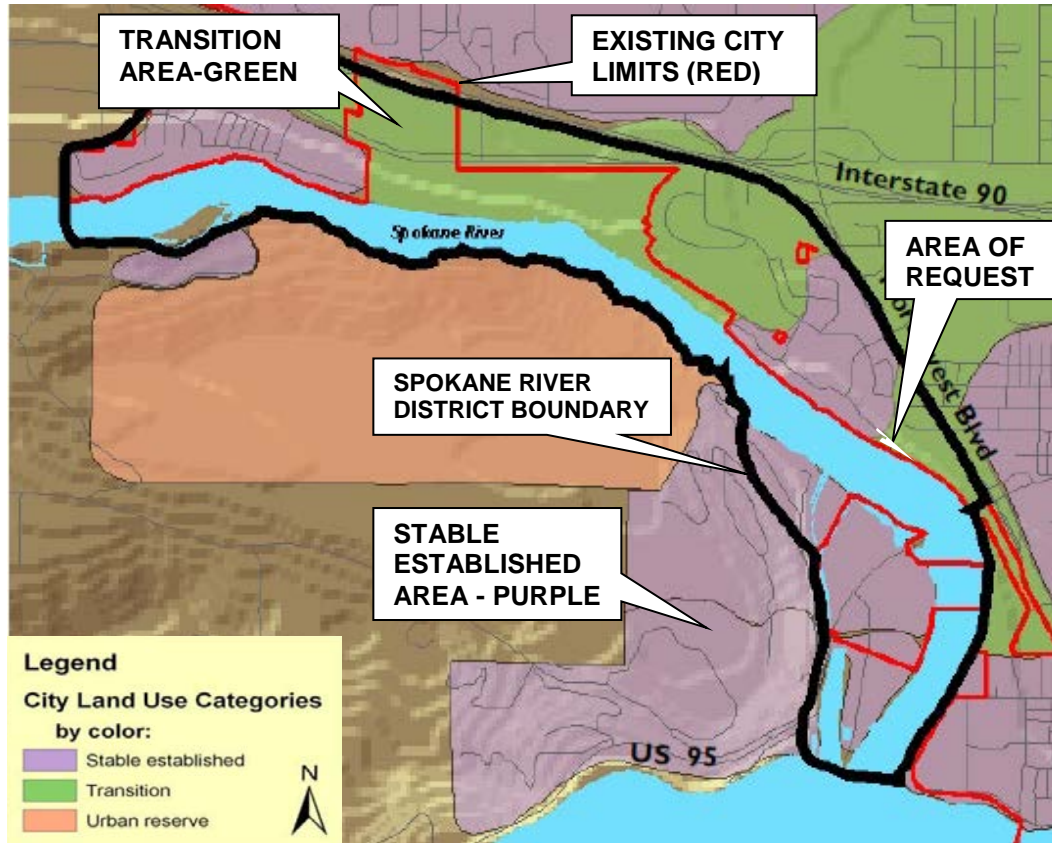 TRANSITION
AREA-GREEN
EXISTING CITY
LIMITS (RED)
Interstate 90
Spokane River
AREA OF
REQUEST
SPOKANE RIVER
DISTRICT BOUNDARY
Blvd
STABLE
ESTABLISHED
AREA - PURPLE
US 95
Legend
City Land Use Categories
by color:
Stable established
Transition
Urban reserve
N